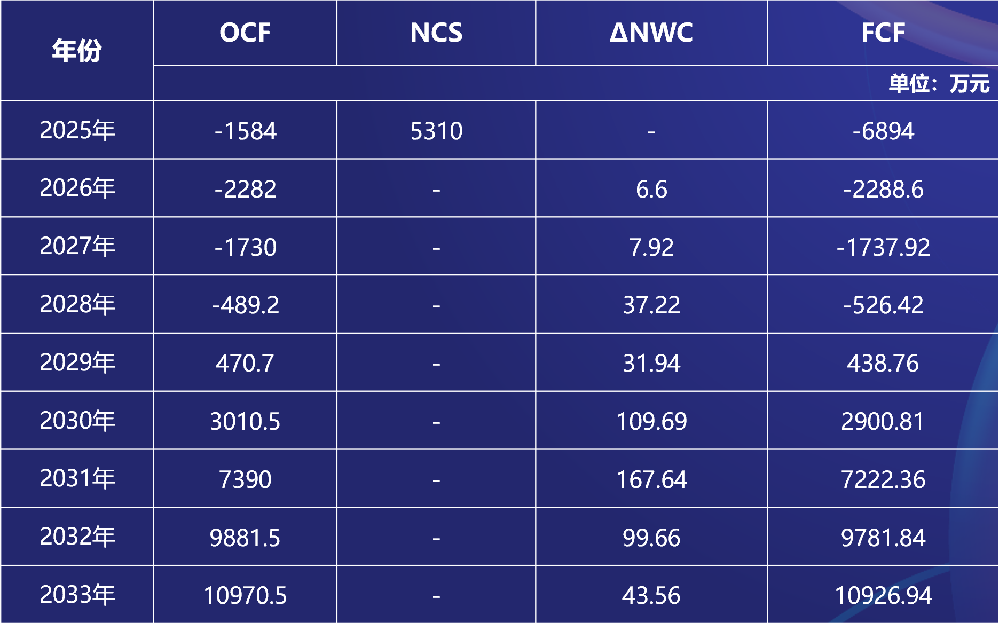 年份 OCF NCS ΔNWC FCF
单位：万元
2025年 -1584 5310 - -6894
2026年 -2282 - 6.6 -2288.6
2027年 -1730 - 7.92 -1737.92
2028年 -489.2 - 37.22 -526.42
2029年 470.7 - 31.94 438.76
2030年 3010.5 - 109.69 2900.81
2031年 7390 - 167.64 7222.36
2032年 9881.5 - 99.66 9781.84
2033年 10970.5 - 43.56 10926.94